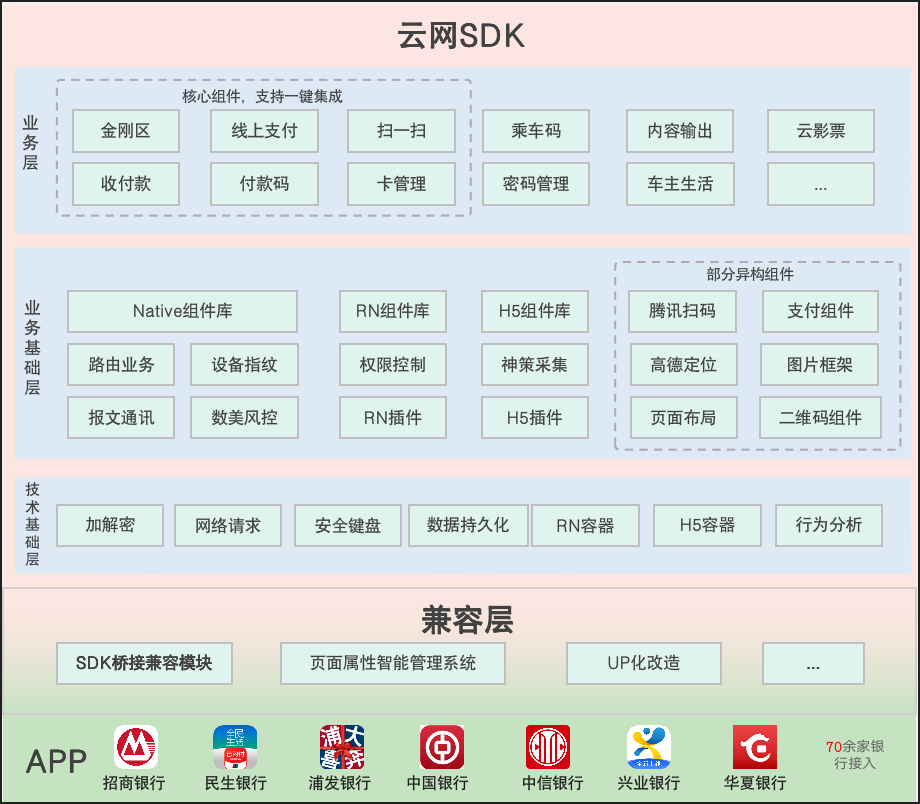 云网SDK
业务层
核心组件，支持一键集成
金刚区
线上支付
扫一扫
乘车码
内容输出
云影票
收付款
付款码
卡管理
密码管理
车主生活
...
业务基础层
部分异构组件
Native组件库
RN组件库
H5组件库
腾讯扫码
支付组件
路由业务
设备指纹
权限控制
神策采集
高德定位
图片框架
报文通讯
数美风控
RN插件
H5插件
页面布局
二维码组件
技术基础层
加解密
网络请求
安全键盘
数据持久化
RN容器
H5容器
行为分析
兼容层
SDK桥接兼容模块
页面属性智能管理系统
UP化改造
...
APP
全民
生活
浦大
喜奔
招商银行
民生银行
浦发银行
中国银行
中信银行
兴业银行
华夏银行
70余家银
行接入